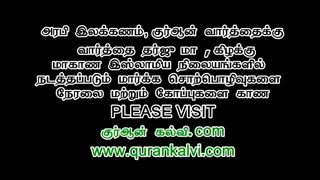 அரபி இலக்கணம், குர்ஆன் வார்த்தைக்கு
வார்த்தை தர்ஜு மா , கிழக்கு
மாகாண இஸ்லாமிய நிலையங்களில்
நடத்தப்படும் மார்க்க சொற்பொழிவுகளை
நேரலை மற்றும் கோப்புகளை காண
PLEASE VISIT
குர்ஆன் கல்வி. com
www.qurankalvi.com